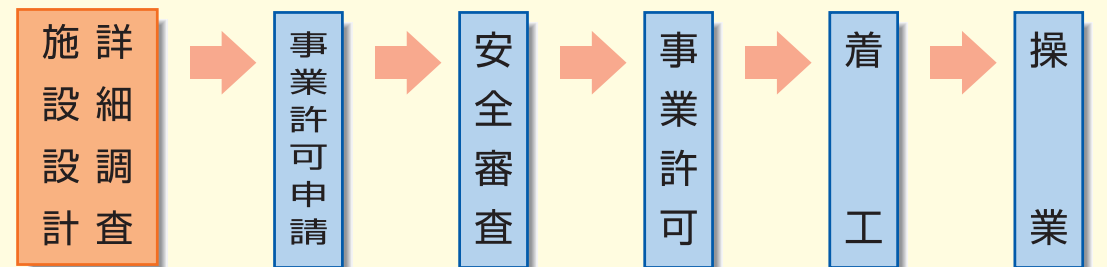 詳細調査
施設設計
事業許可申請
安全審査
事業許可
着工
操業